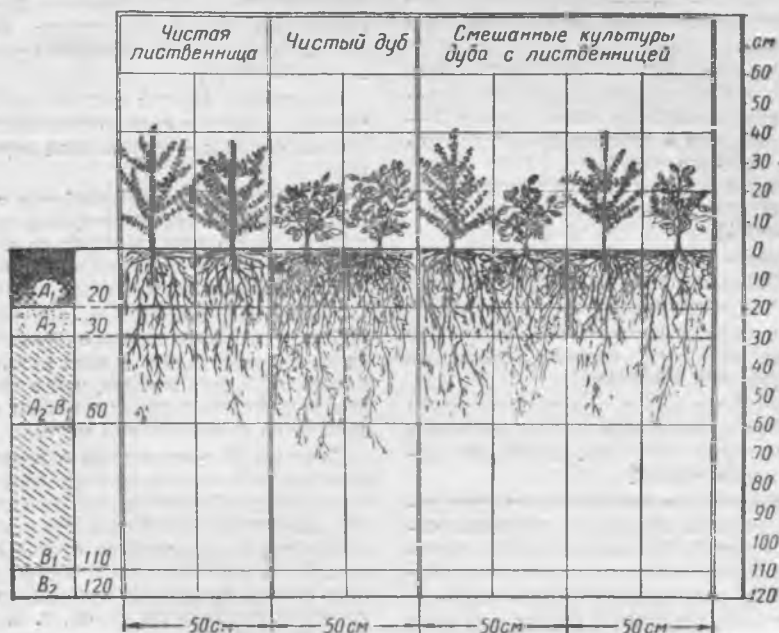 Чистая
лиственница
Чистый дуб
Смешанные культуры
дуба с лиственницей
см
60
50
40
30
20
10
0
10
20
30
40
50
60
70
80
90
100
110
120
A₁ 20
A₂ 30
A₂-B₁ 60
B₁ 110
B₂ 120
50см 50см 50см 50см